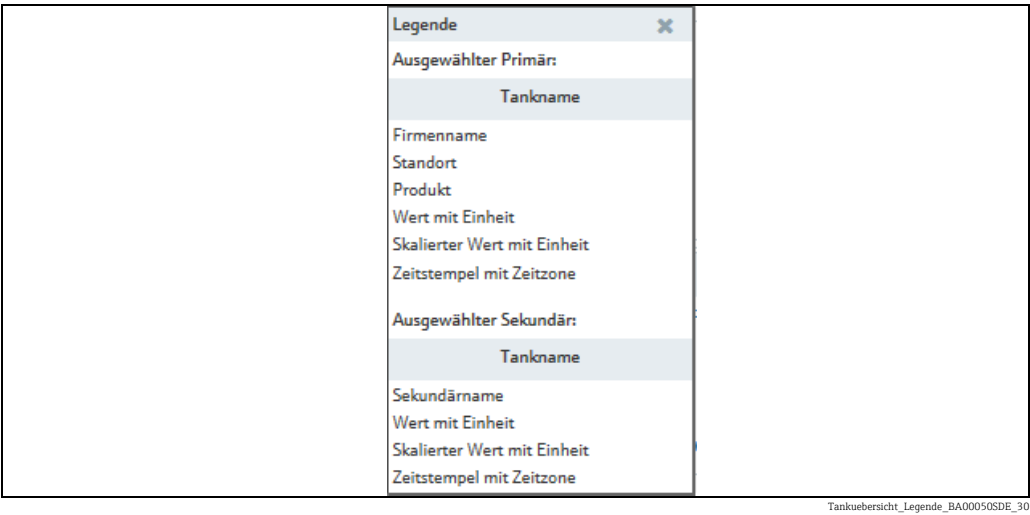 Legende
Ausgewählter Primär:
Tankname
Firmenname
Standort
Produkt
Wert mit Einheit
Skalierter Wert mit Einheit
Zeitstempel mit Zeitzone
Ausgewählter Sekundär:
Tankname
Sekundärname
Wert mit Einheit
Skalierter Wert mit Einheit
Zeitstempel mit Zeitzone
Tankuebersicht_Legende_BA00050SDE_30